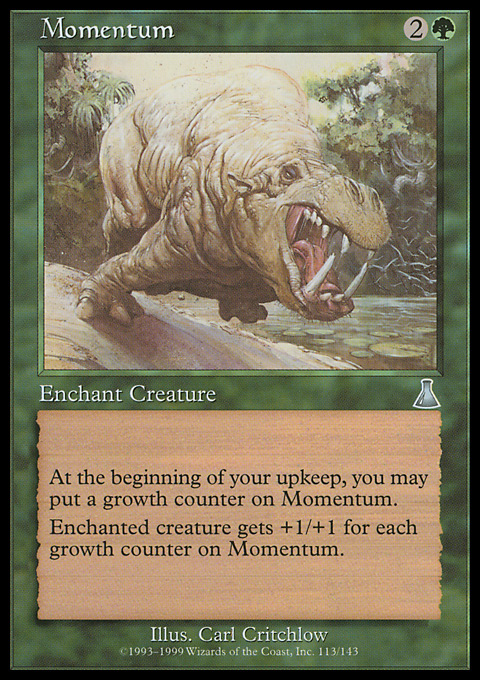 Momentum 2
Enchant Creature
At the beginning of your upkeep, you may
put a growth counter on Momentum.
Enchanted creature gets +1/+1 for each
growth counter on Momentum.
Illus. Carl Critchlow
©1993–1999 Wizards of the Coast, Inc. 113/143